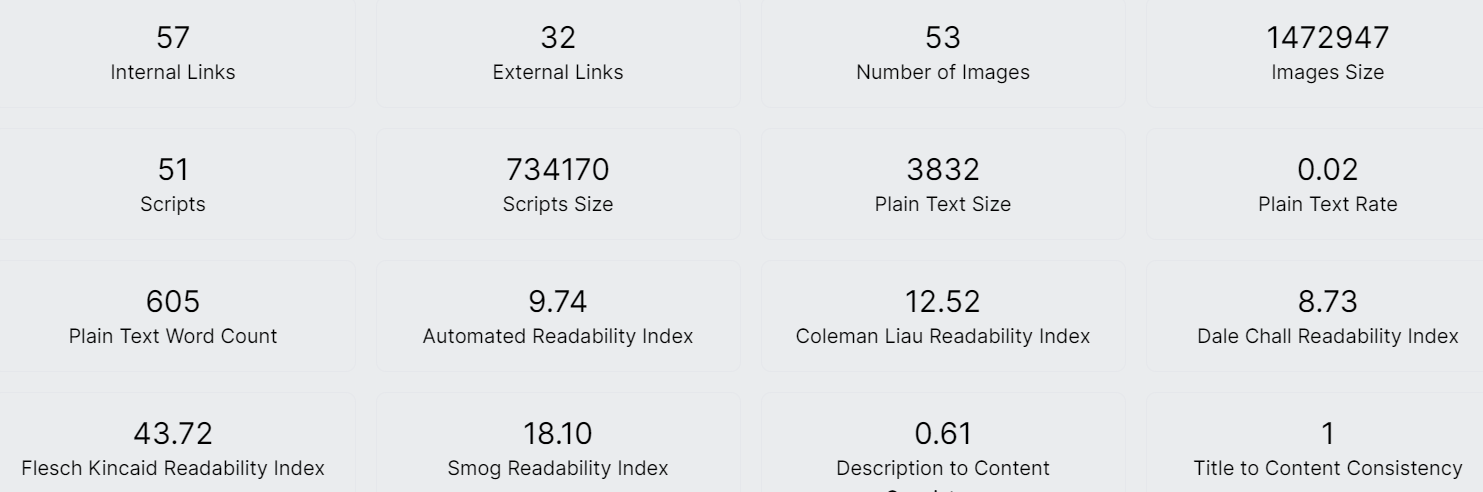 57
Internal Links
32
External Links
53
Number of Images
1472947
Images Size
51
Scripts
734170
Scripts Size
3832
Plain Text Size
0.02
Plain Text Rate
605
Plain Text Word Count
9.74
Automated Readability Index
12.52
Coleman Liau Readability Index
8.73
Dale Chall Readability Index
43.72
Flesch Kincaid Readability Index
18.10
Smog Readability Index
0.61
Description to Content
1
Title to Content Consistency